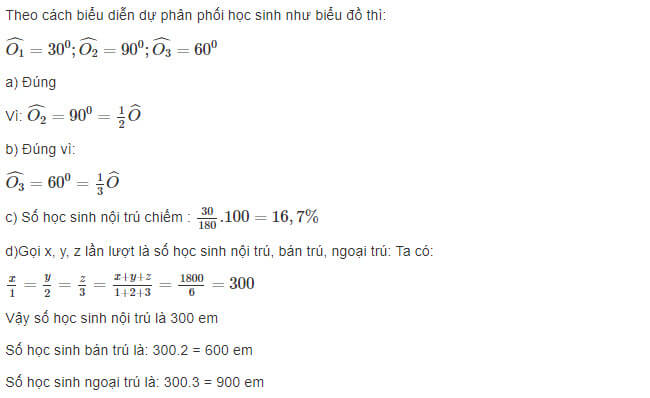 Theo cách biểu diễn dự phân phối học sinh như biểu đồ thì:
$\widehat{O_1} = 30^0; \widehat{O_2} = 90^0; \widehat{O_3} = 60^0$
a) Đúng
Vì: $\widehat{O_2} = 90^0 = \frac{1}{2}\widehat{O}$
b) Đúng vì:
$\widehat{O_3} = 60^0 = \frac{1}{3}\widehat{O}$
c) Số học sinh nội trú chiếm : $\frac{30}{180}.100 = 16,7\%$
d)Gọi x, y, z lần lượt là số học sinh nội trú, bán trú, ngoại trú: Ta có:
$\frac{x}{1} = \frac{y}{2} = \frac{z}{3} = \frac{x+y+z}{1+2+3} = \frac{1800}{6} = 300$
Vậy số học sinh nội trú là 300 em
Số học sinh bán trú là: 300.2 = 600 em
Số học sinh ngoại trú là: 300.3 = 900 em